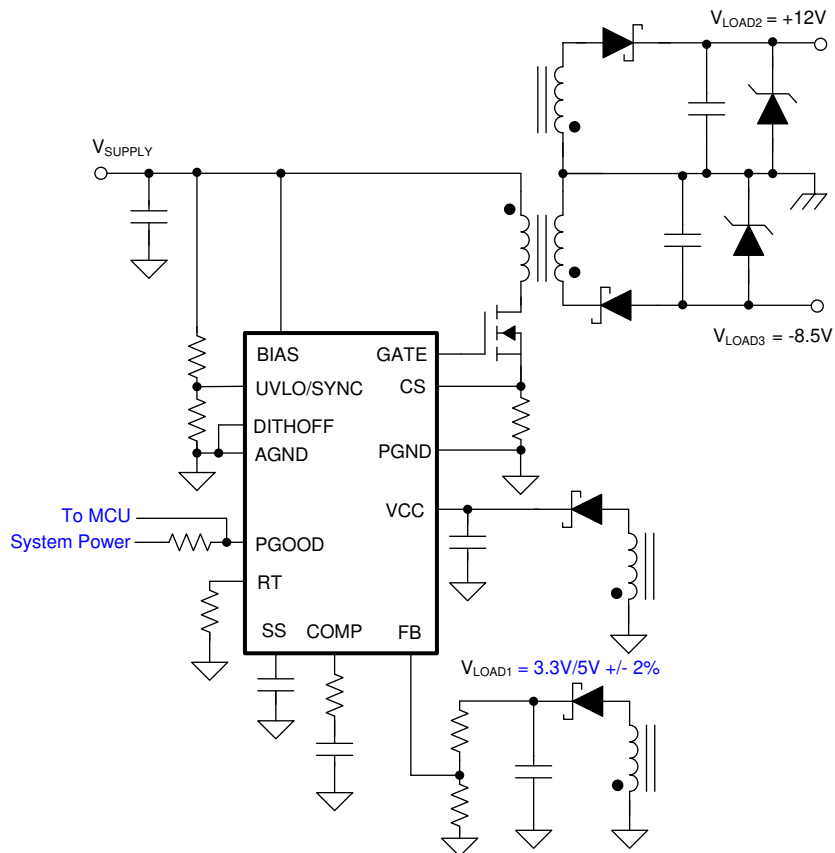 VLOAD2 = +12V
VSUPPLY
VLOAD3 = -8.5V
BIAS
GATE
UVLO/SYNC
CS
DITHOFF
AGND
PGND
VCC
To MCU
System Power
PGOOD
RT
SS
COMP
FB
VLOAD1 = 3.3V/5V +/- 2%